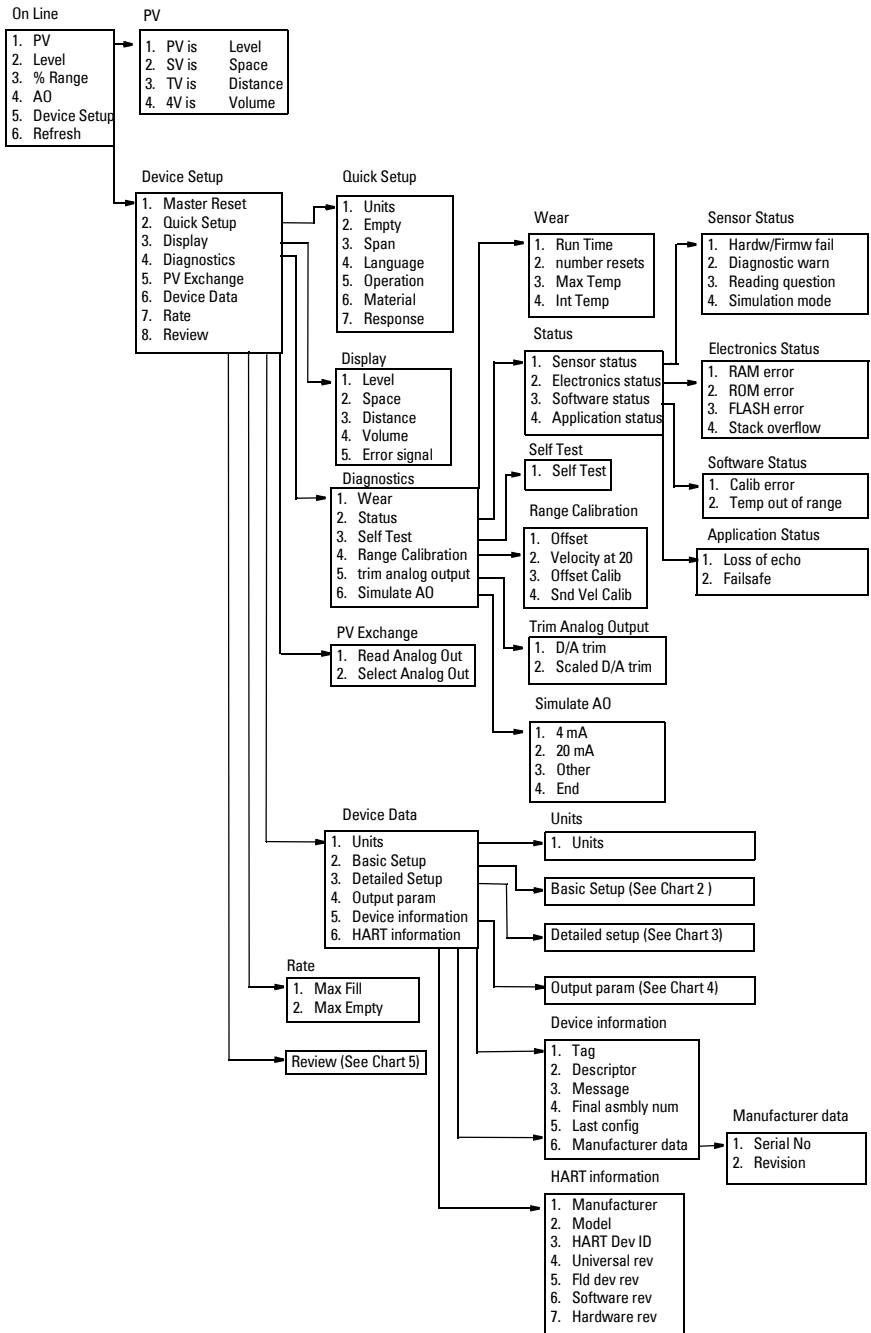 On Line
1. PV
2. Level
3. % Range
4. AO
5. Device Setup
6. Refresh
PV
1. PV is Level
2. SV is Space
3. TV is Distance
4. 4V is Volume
Device Setup
1. Master Reset
2. Quick Setup
3. Display
4. Diagnostics
5. PV Exchange
6. Device Data
7. Rate
8. Review
Quick Setup
1. Units
2. Empty
3. Span
4. Language
5. Operation
6. Material
7. Response
Display
1. Level
2. Space
3. Distance
4. Volume
5. Error signal
Diagnostics
1. Wear
2. Status
3. Self Test
4. Range Calibration
5. trim analog output
6. Simulate AO
PV Exchange
1. Read Analog Out
2. Select Analog Out
Wear
1. Run Time
2. number resets
3. Max Temp
4. Int Temp
Status
1. Sensor status
2. Electronics status
3. Software status
4. Application status
Self Test
1. Self Test
Range Calibration
1. Offset
2. Velocity at 20
3. Offset Calib
4. Snd Vel Calib
Trim Analog Output
1. D/A trim
2. Scaled D/A trim
Simulate AO
1. 4 mA
2. 20 mA
3. Other
4. End
Sensor Status
1. Hardw/Firmw fail
2. Diagnostic warn
3. Reading question
4. Simulation mode
Electronics Status
1. RAM error
2. ROM error
3. FLASH error
4. Stack overflow
Software Status
1. Calib error
2. Temp out of range
Application Status
1. Loss of echo
2. Failsafe
Device Data
1. Units
2. Basic Setup
3. Detailed Setup
4. Output param
5. Device information
6. HART information
Rate
1. Max Fill
2. Max Empty
Review (See Chart 5)
Units
1. Units
Basic Setup (See Chart 2 )
Detailed setup (See Chart 3)
Output param (See Chart 4)
Device information
1. Tag
2. Descriptor
3. Message
4. Final asmbly num
5. Last config
6. Manufacturer data
Manufacturer data
1. Serial No
2. Revision
HART information
1. Manufacturer
2. Model
3. HART Dev ID
4. Universal rev
5. Fld dev rev
6. Software rev
7. Hardware rev